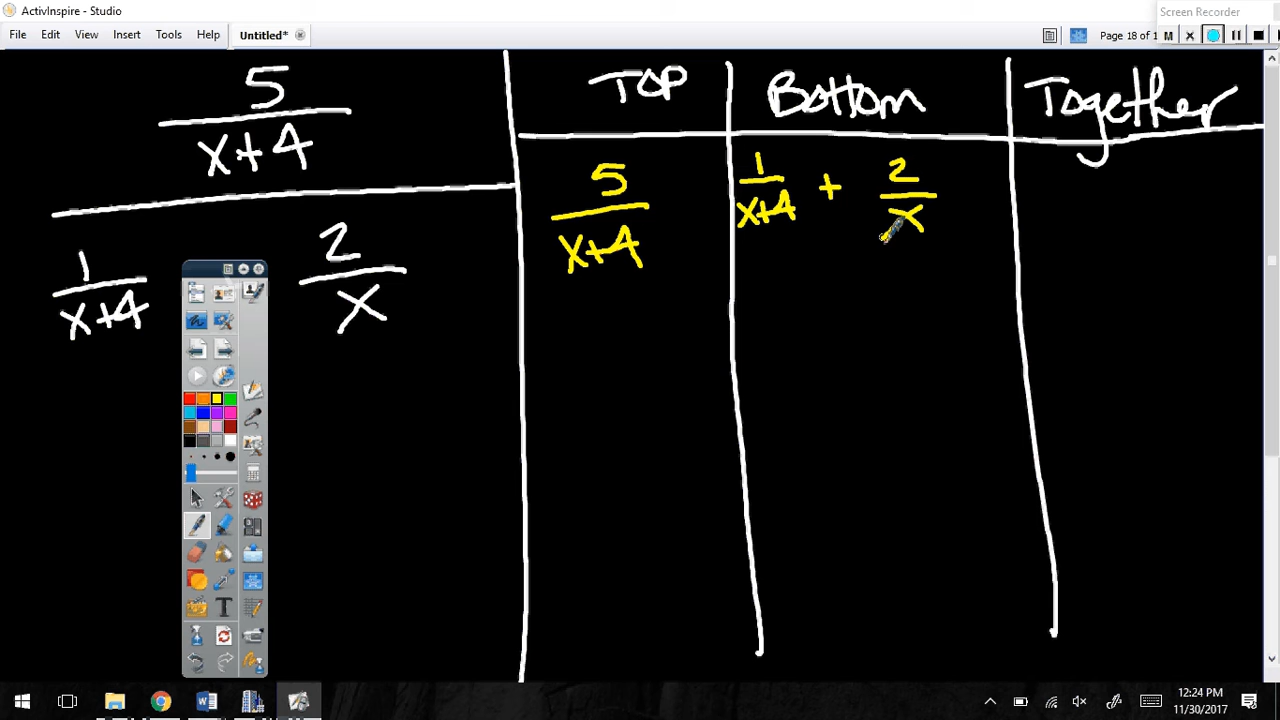 ActivInspire - Studio
Screen Recorder
File Edit View Insert Tools Help Untitled* Page 18 of 1
M
5
x+4
1
x+4
2
x
TOP Bottom Together
5
x+4
1
x+4
+
2
x
T
12:24 PM
11/30/2017